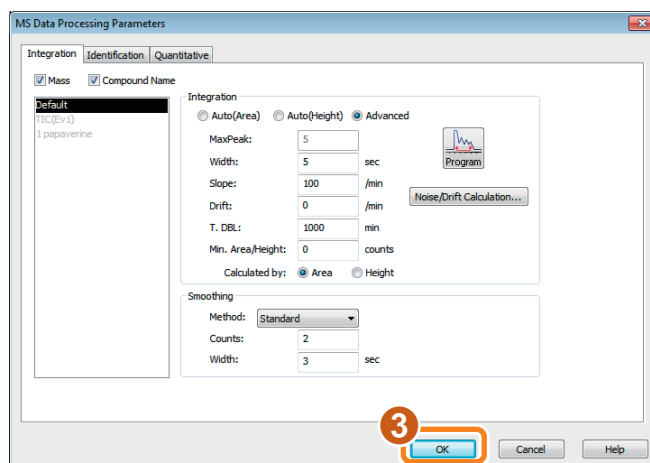 MS Data Processing Parameters
Integration Identification Quantitative
Mass Compound Name
Default
TIC(Ev1)
1 papaverine
Integration
Auto(Area) Auto(Height) Advanced
MaxPeak: 5
Width: 5 sec
Slope: 100 /min
Drift: 0 /min
T. DBL: 1000 min
Min. Area/Height: 0 counts
Calculated by: Area Height
Program
Noise/Drift Calculation...
Smoothing
Method: Standard
Counts: 2
Width: 3 sec
3
OK Cancel Help